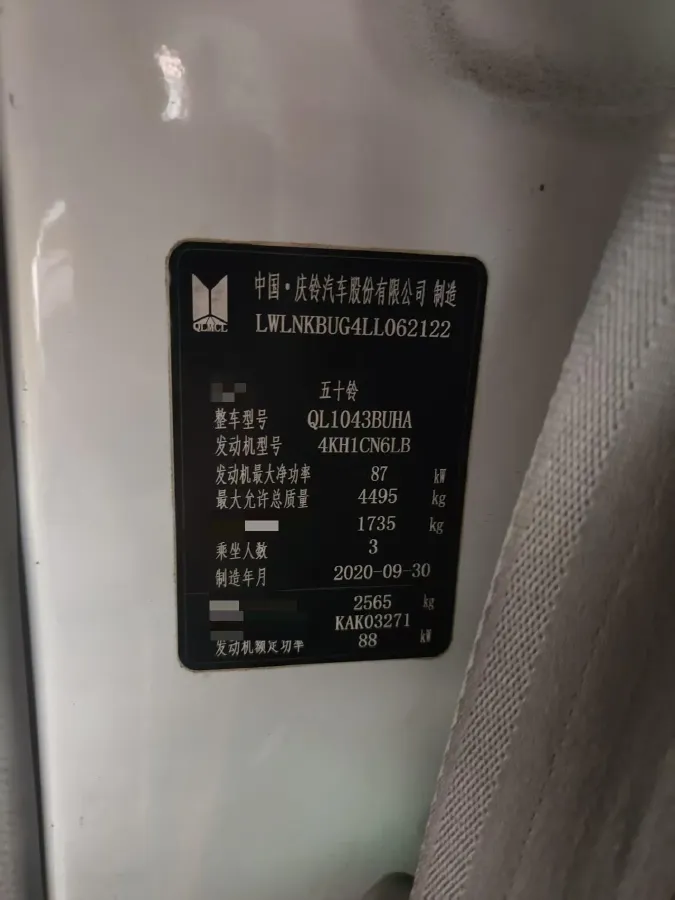 中国·庆铃汽车股份有限公司 制造
QLMCL
LWLNKBUG4LL062122
五十铃
整车型号 QL1043BUHA
发动机型号 4KH1CN6LB
发动机最大净功率 87 kW
最大允许总质量 4495 kg
1735 kg
乘坐人数 3
制造年月 2020-09-30
2565 kg
KAK03271
发动机额定功率 88 kW